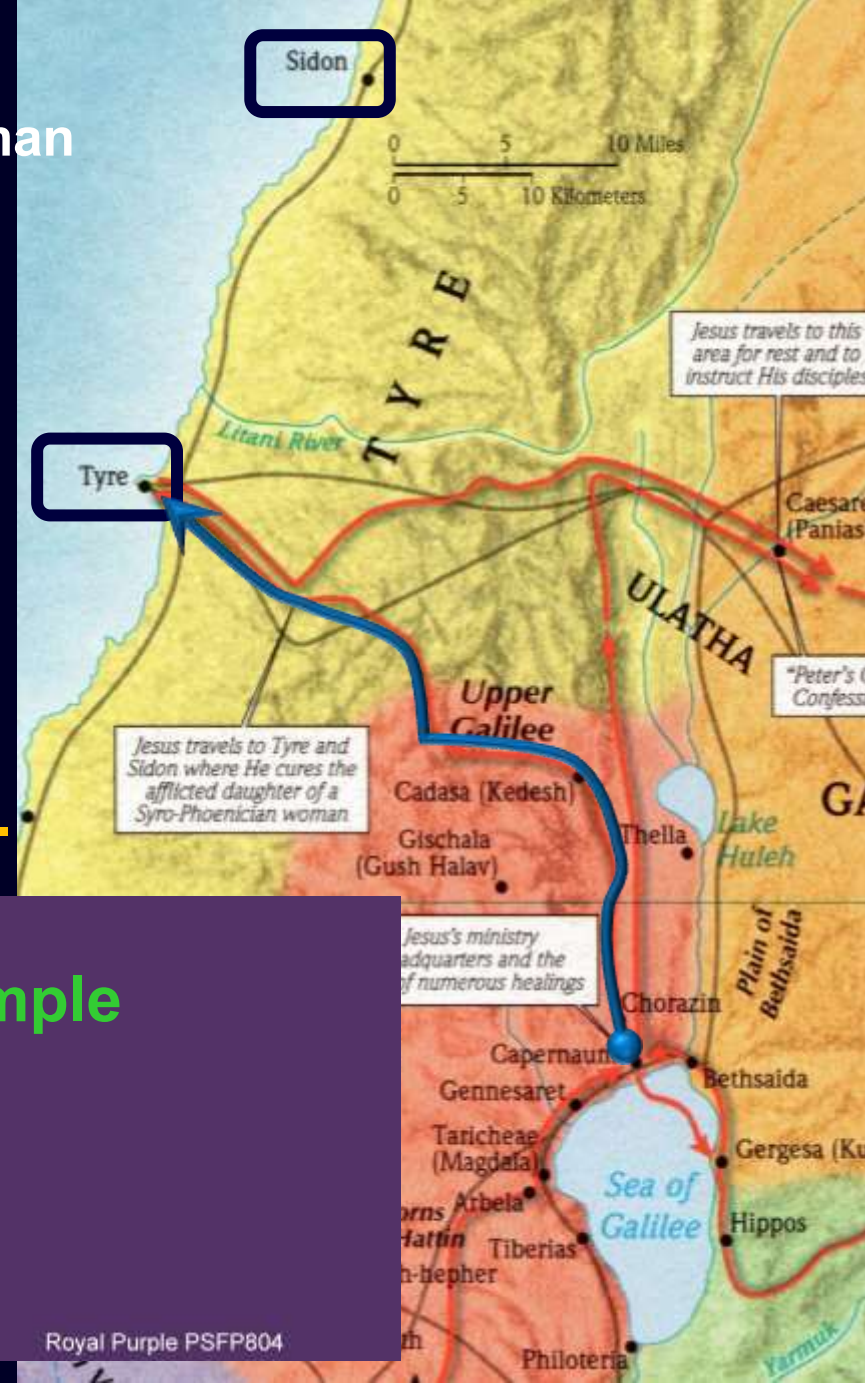 Sidon
0 5 10 Miles
0 5 10 Kilometers
TYRE
Jesus travels to this
area for rest and to
instruct His disciples
Litani River
Tyre
(Panias
ULATHA
"Peter's
Upper
Galilee
Jesus travels to Tyre and
Sidon where He cures the
afflicted daughter of a
Syro-Phoenician woman
Cadasa (Kedesh)
Gischala
(Gush Halav)
Thella
Lake
Huleh
Plain of
Bethsaida
Jesus's ministry
adquarters and the
of numerous healings
Chorazin
Capernaum
Bethsaida
Gennesaret
Taricheae
(Magdala)
Gergesa (Ku
Arbela
Sea of
Galilee
Hippos
orns
Hattin
Tiberias
h-hepher
Philoteria
Yarmuk
man
mple
Royal Purple PSFP804